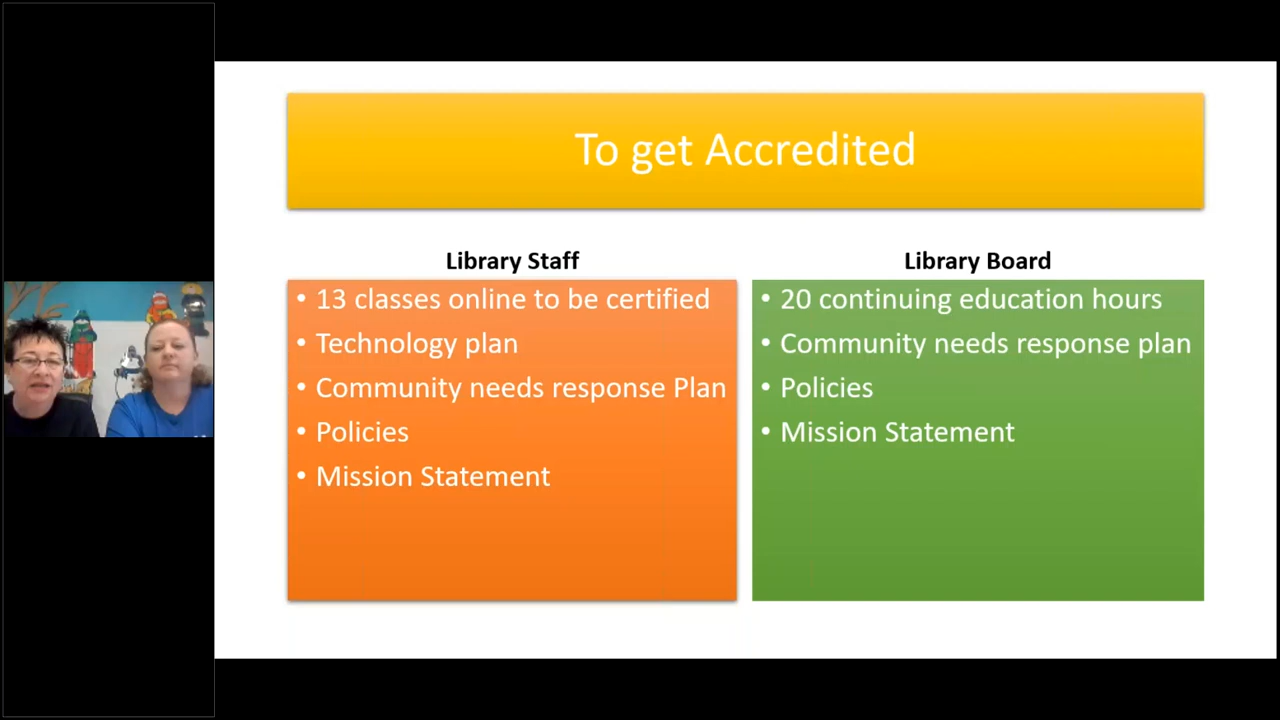 To get Accredited
Library Staff
• 13 classes online to be certified
• Technology plan
• Community needs response Plan
• Policies
• Mission Statement
Library Board
• 20 continuing education hours
• Community needs response plan
• Policies
• Mission Statement